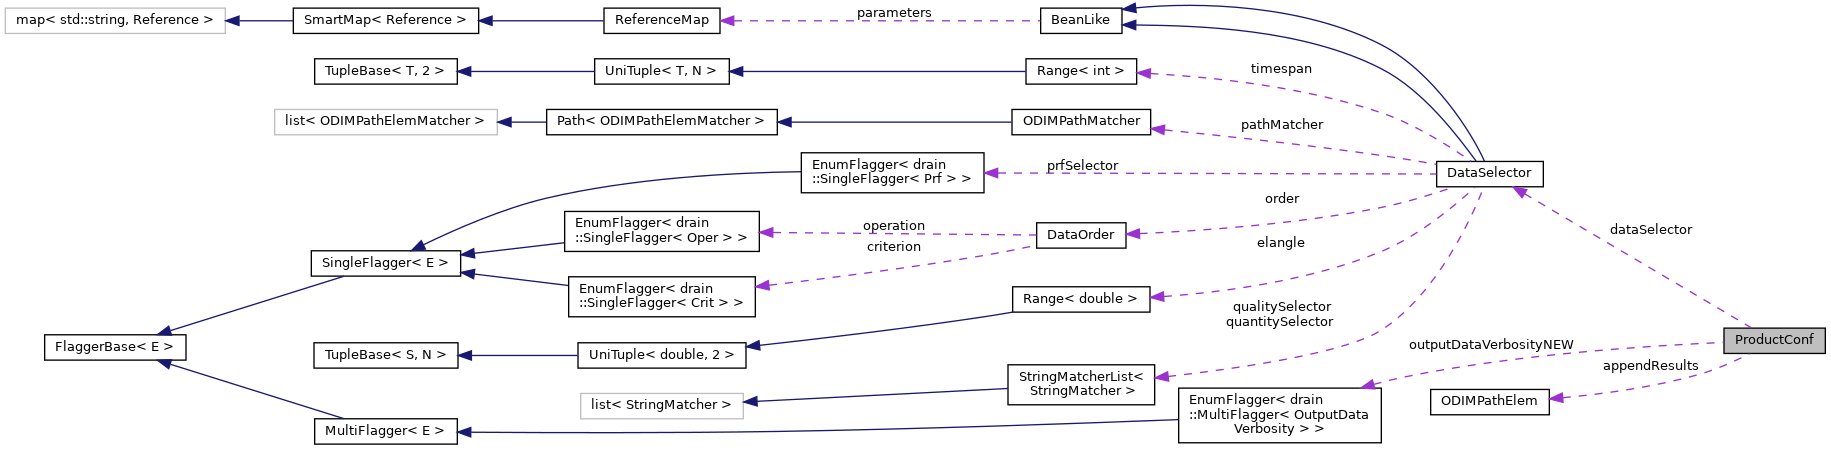 map< std::string, Reference >
SmartMap< Reference >
ReferenceMap
parameters
BeanLike
TupleBase< T, 2 >
UniTuple< T, N >
Range< int >
timespan
list< ODIMPathElemMatcher >
Path< ODIMPathElemMatcher >
ODIMPathMatcher
pathMatcher
EnumFlagger< drain
::SingleFlagger< Prf > >
prfSelector
DataSelector
order
EnumFlagger< drain
::SingleFlagger< Oper > >
operation
criterion
DataOrder
elangle
dataSelector
SingleFlagger< E >
EnumFlagger< drain
::SingleFlagger< Crit > >
Range< double >
qualitySelector
quantitySelector
FlaggerBase< E >
TupleBase< S, N >
UniTuple< double, 2 >
outputDataVerbosityNEW
ProductConf
appendResults
StringMatcherList<
StringMatcher >
list< StringMatcher >
ODIMPathElem
MultiFlagger< E >
EnumFlagger< drain
::MultiFlagger< OutputData
Verbosity > >